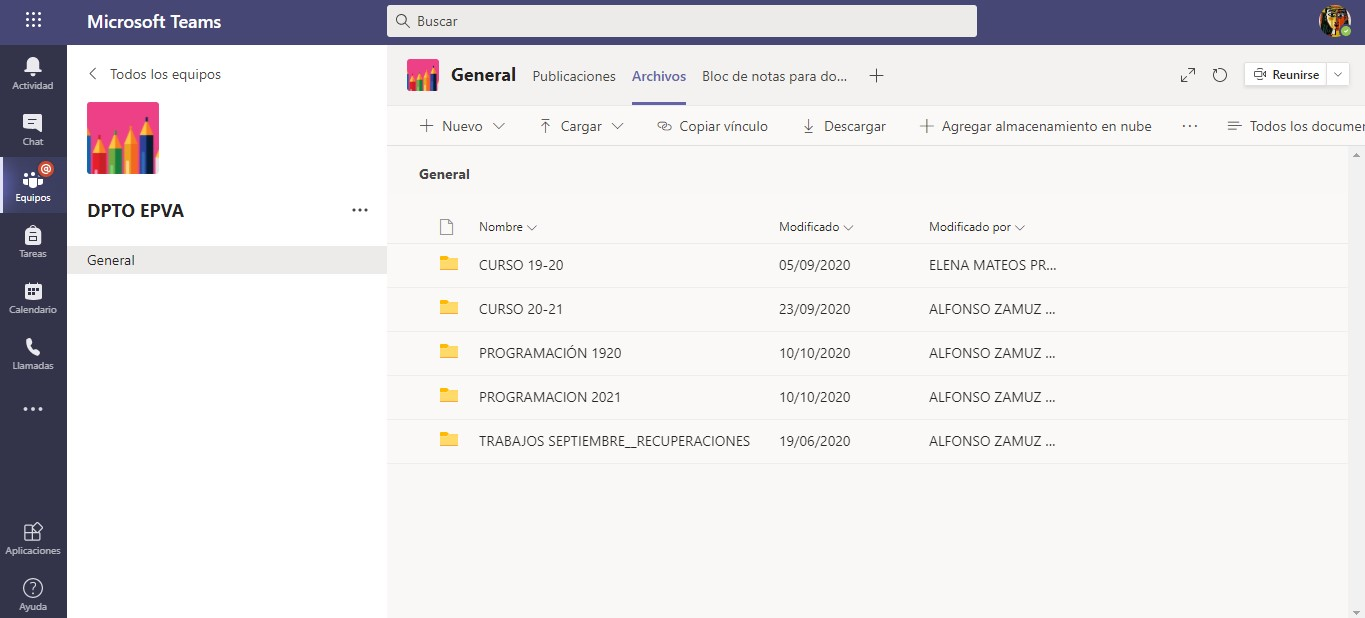 Microsoft Teams
Buscar
Actividad
Chat
@
Equipos
Tareas
Calendario
Llamadas
Aplicaciones
?
Ayuda
Todos los equipos
DPTO EPVA ...
General
General Publicaciones Archivos Bloc de notas para do... + Reunirse
+ Nuevo Cargar Copiar vínculo Descargar + Agregar almacenamiento en nube ... Todos los documen
General
Nombre Modificado Modificado por
CURSO 19-20 05/09/2020 ELENA MATEOS PR...
CURSO 20-21 23/09/2020 ALFONSO ZAMUZ ...
PROGRAMACIÓN 1920 10/10/2020 ALFONSO ZAMUZ ...
PROGRAMACION 2021 10/10/2020 ALFONSO ZAMUZ ...
TRABAJOS SEPTIEMBRE__RECUPERACIONES 19/06/2020 ALFONSO ZAMUZ ...